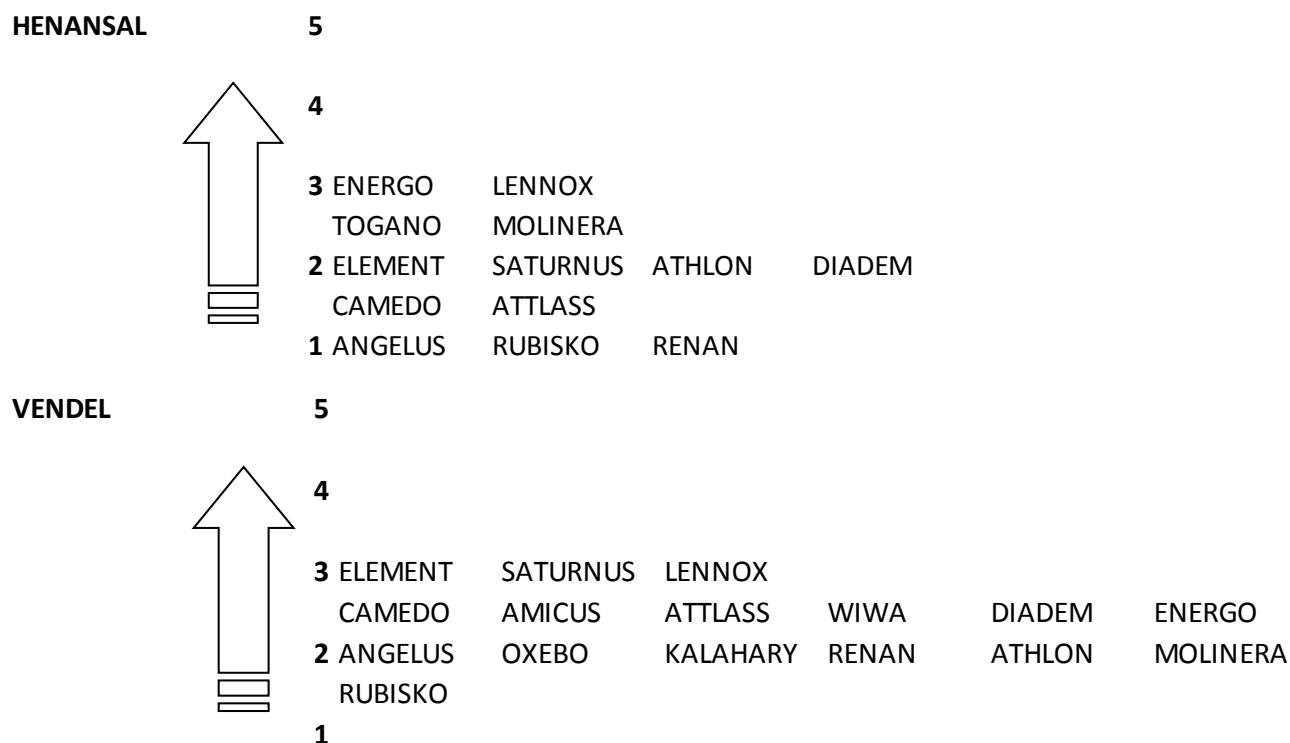 HENANSAL 5
4
3 ENERGO LENNOX
TOGANO MOLINERA
2 ELEMENT SATURNUS ATHLON DIADEM
CAMEDO ATTLASS
1 ANGELUS RUBISKO RENAN
VENDEL 5
4
3 ELEMENT SATURNUS LENNOX
CAMEDO AMICUS ATTLASS WIWA DIADEM ENERGO
2 ANGELUS OXEBO KALAHARY RENAN ATHLON MOLINERA
RUBISKO
1